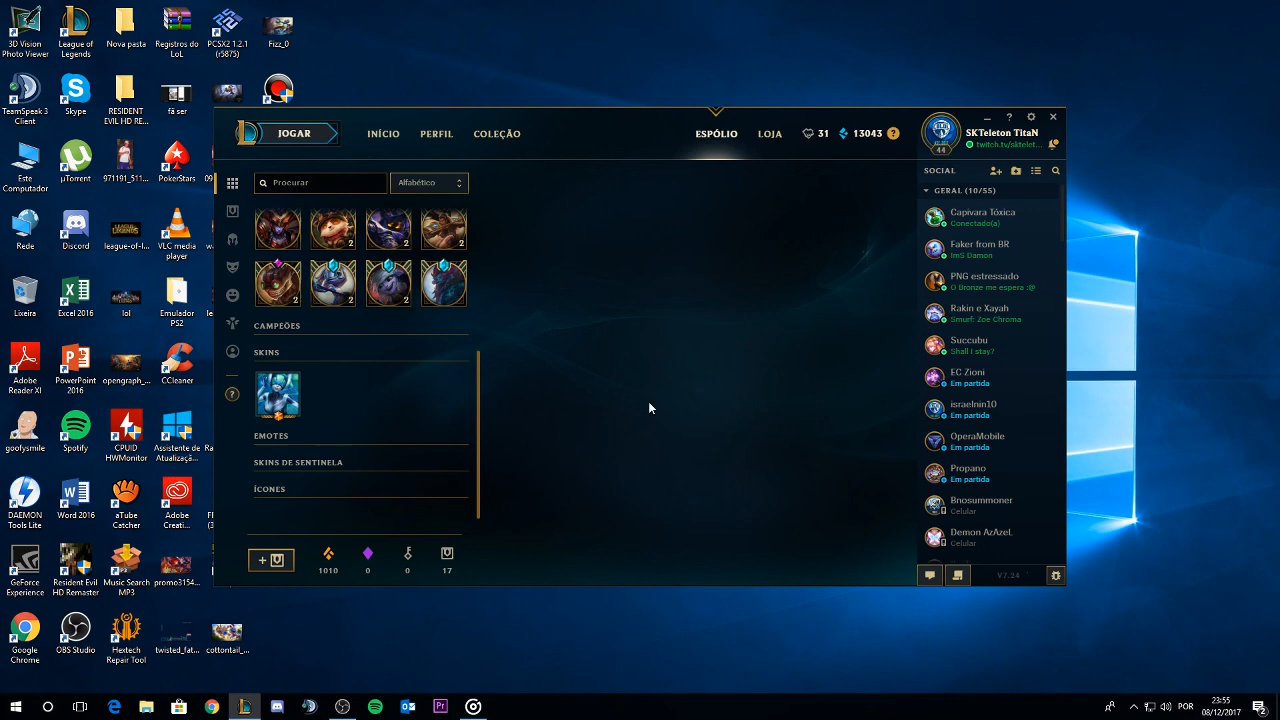 3D Vision
Photo Viewer
League of
Legends
Nova pasta
Registros do
LoL
PCSX2 1.2.1
(r5875)
Fizz_0
TeamSpeak 3
Client
Skype
RESIDENT
EVIL HD RE...
fã ser
Este
Computador
µTorrent
971191_511...
PokerStars
Rede
Discord
league-of-l...
VLC media
player
Lixeira
Excel 2016
lol
Emulador
PS2
Adobe
Reader XI
PowerPoint
2016
opengraph_...
CCleaner
goofysmile
Spotify
CPUID
HWMonitor
Assistente de
Atualizaçã...
DAEMON
Tools Lite
Word 2016
aTube
Catcher
Adobe
Creati...
GeForce
Experience
Resident Evil
HD Remaster
Music Search
MP3
promo3154...
Google
Chrome
OBS Studio
Hextech
Repair Tool
twisted_fat...
cottontail_...
JOGAR
INÍCIO
PERFIL
COLEÇÃO
ESPÓLIO
LOJA
31
13043
?
Procurar
Alfabético
2
2
2
2
2
2
CAMPEÕES
SKINS
EMOTES
SKINS DE SENTINELA
ÍCONES
?
+
1010
0
0
17
?
SKTeleton TitaN
twitch.tv/sktelet...
44
SOCIAL
GERAL (10/55)
Capivara Tóxica
Conectado(a)
Faker from BR
ImS Damon
PNG estressado
O Bronze me espera :@
Rakin e Xayah
Smurf: Zoe Chroma
Succubu
Shall I stay?
EC Zioni
Em partida
israelnin10
Em partida
OperaMobile
Em partida
Propano
Em partida
Bnosummoner
Celular
Demon AzAzeL
Celular
V7.24
Pr
POR
23:55
08/12/2017
2